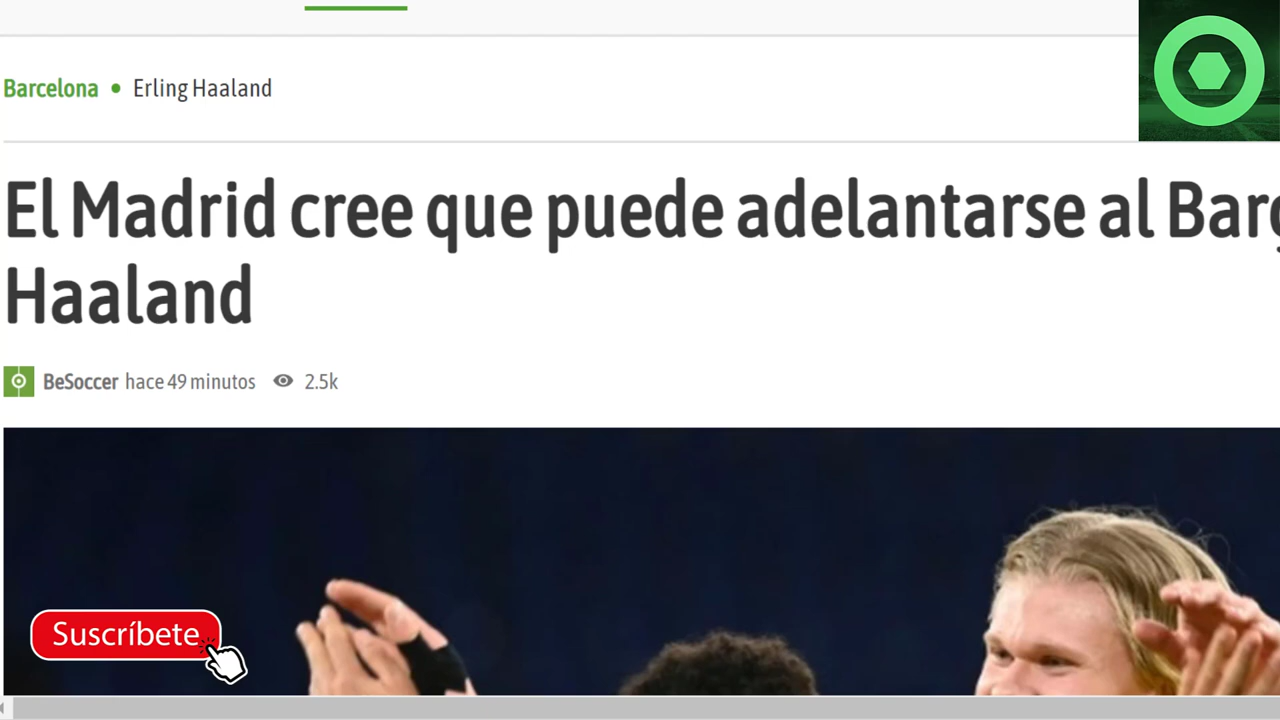 Barcelona • Erling Haaland
El Madrid cree que puede adelantarse al
Haaland
BeSoccer hace 49 minutos 2.5k
Suscríbete